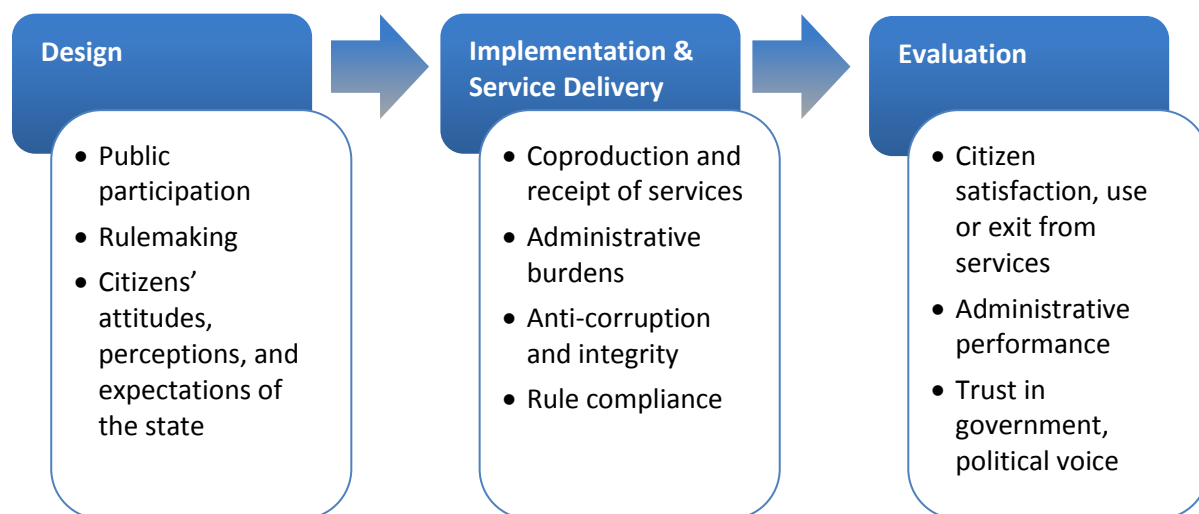 Design
• Public
participation
• Rulemaking
• Citizens’
attitudes,
perceptions, and
expectations of
the state
Implementation &
Service Delivery
• Coproduction and
receipt of services
• Administrative
burdens
• Anti-corruption
and integrity
• Rule compliance
Evaluation
• Citizen
satisfaction, use
or exit from
services
• Administrative
performance
• Trust in
government,
political voice